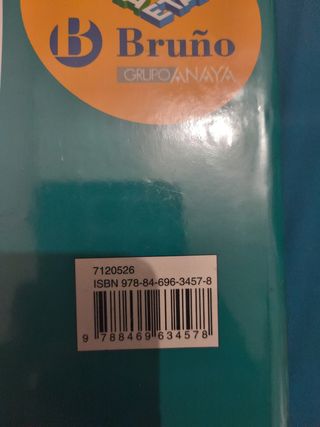 Bruño
GRUPO ANAYA
7120526
ISBN 978-84-696-3457-8
9 788469 634578